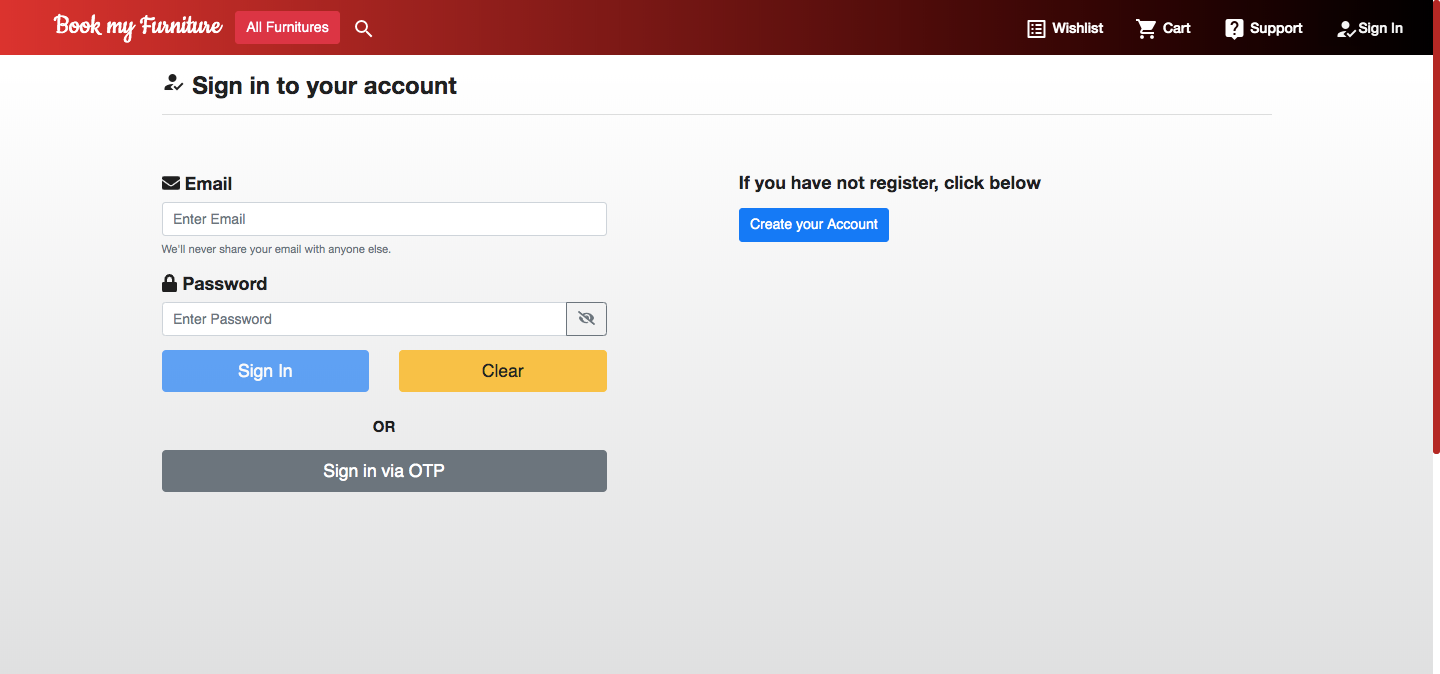 Book my Furniture All Furnitures Wishlist Cart Support Sign In
Sign in to your account
Email
Enter Email
We'll never share your email with anyone else.
Password
Enter Password
Sign In Clear
OR
Sign in via OTP
If you have not register, click below
Create your Account